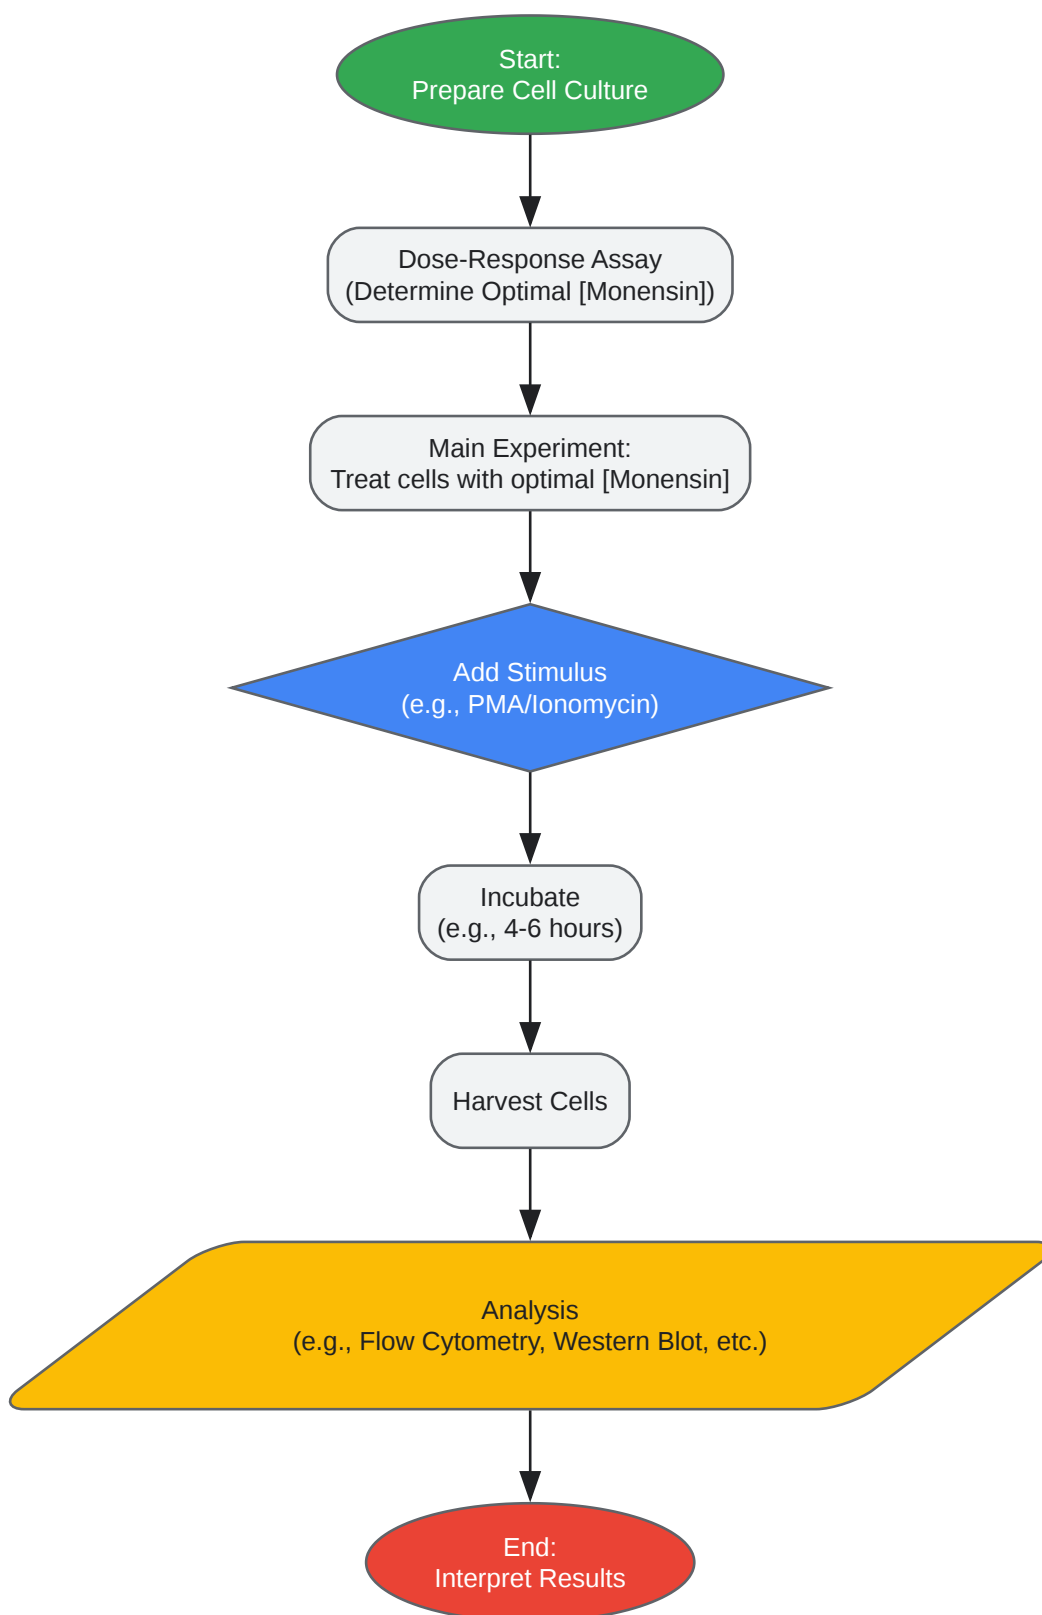 Start:
Prepare Cell Culture
Dose-Response Assay
(Determine Optimal [Monensin])
Main Experiment:
Treat cells with optimal [Monensin]
Add Stimulus
(e.g., PMA/Ionomycin)
Incubate
(e.g., 4-6 hours)
Harvest Cells
Analysis
(e.g., Flow Cytometry, Western Blot, etc.)
End:
Interpret Results